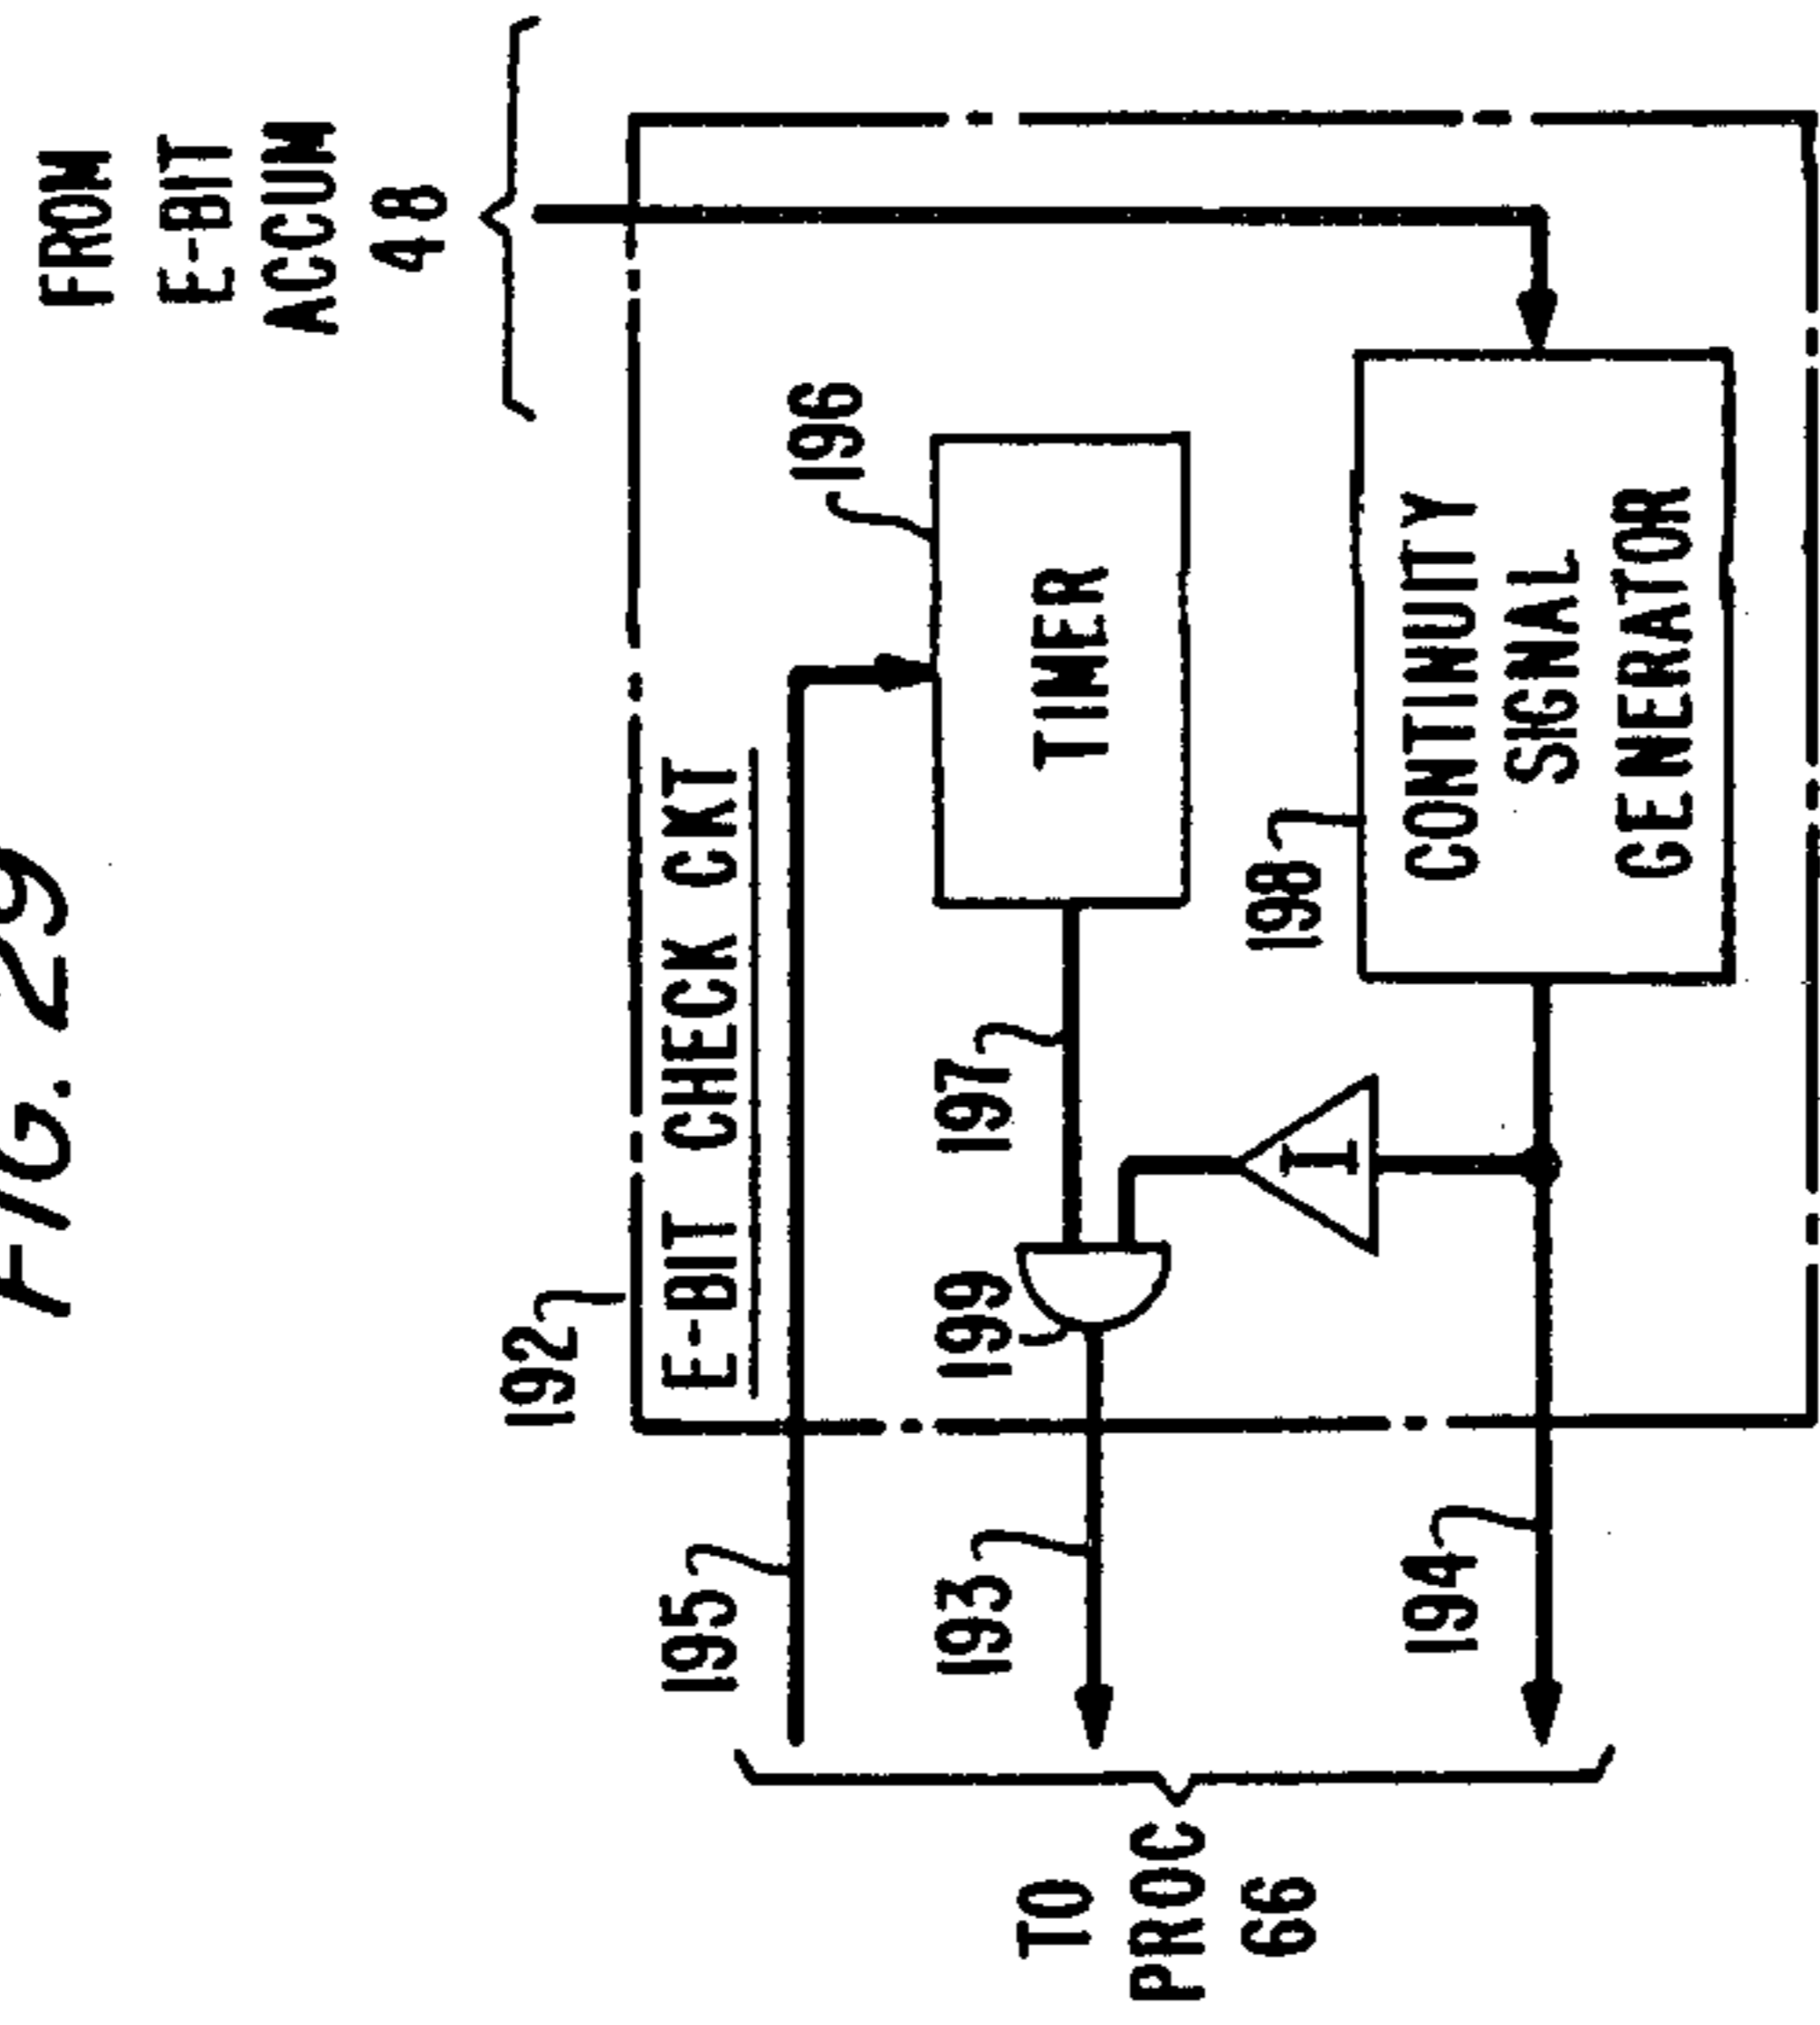 FIG. 29
FROM
E-BIT
ACCUM
48
192
E-BIT CHECK CKT
195
196
TIMER
197
199
193
I
198
CONTINUITY
SIGNAL
GENERATOR
194
TO
PROC
66